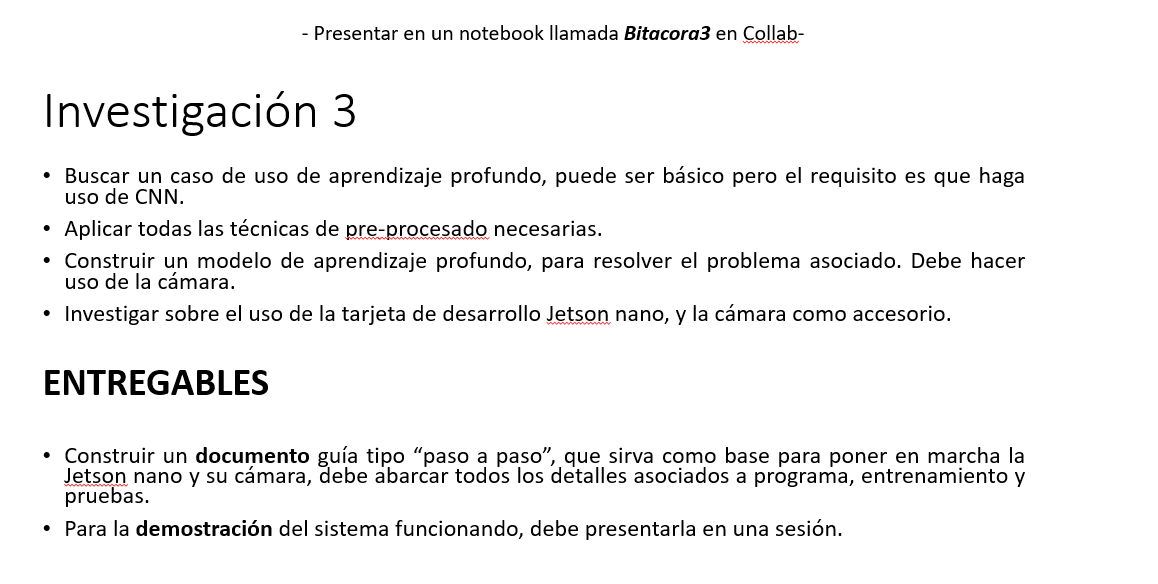 - Presentar en un notebook llamada Bitacora3 en Collab-
Investigación 3
• Buscar un caso de uso de aprendizaje profundo, puede ser básico pero el requisito es que haga
uso de CNN.
• Aplicar todas las técnicas de pre-procesado necesarias.
• Construir un modelo de aprendizaje profundo, para resolver el problema asociado. Debe hacer
uso de la cámara.
• Investigar sobre el uso de la tarjeta de desarrollo Jetson nano, y la cámara como accesorio.
ENTREGABLES
• Construir un documento guía tipo “paso a paso”, que sirva como base para poner en marcha la
Jetson nano y su cámara, debe abarcar todos los detalles asociados a programa, entrenamiento y
pruebas.
• Para la demostración del sistema funcionando, debe presentarla en una sesión.